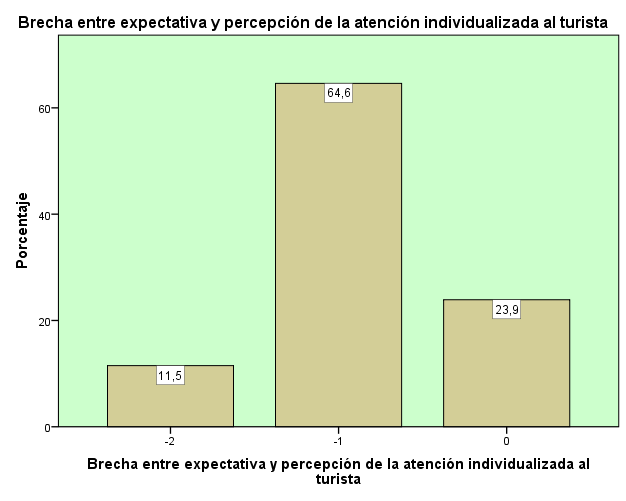 Brecha entre expectativa y percepción de la atención individualizada al turista
Porcentaje
60
40
20
0
64,6
23,9
11,5
-2
-1
0
Brecha entre expectativa y percepción de la atención individualizada al
turista